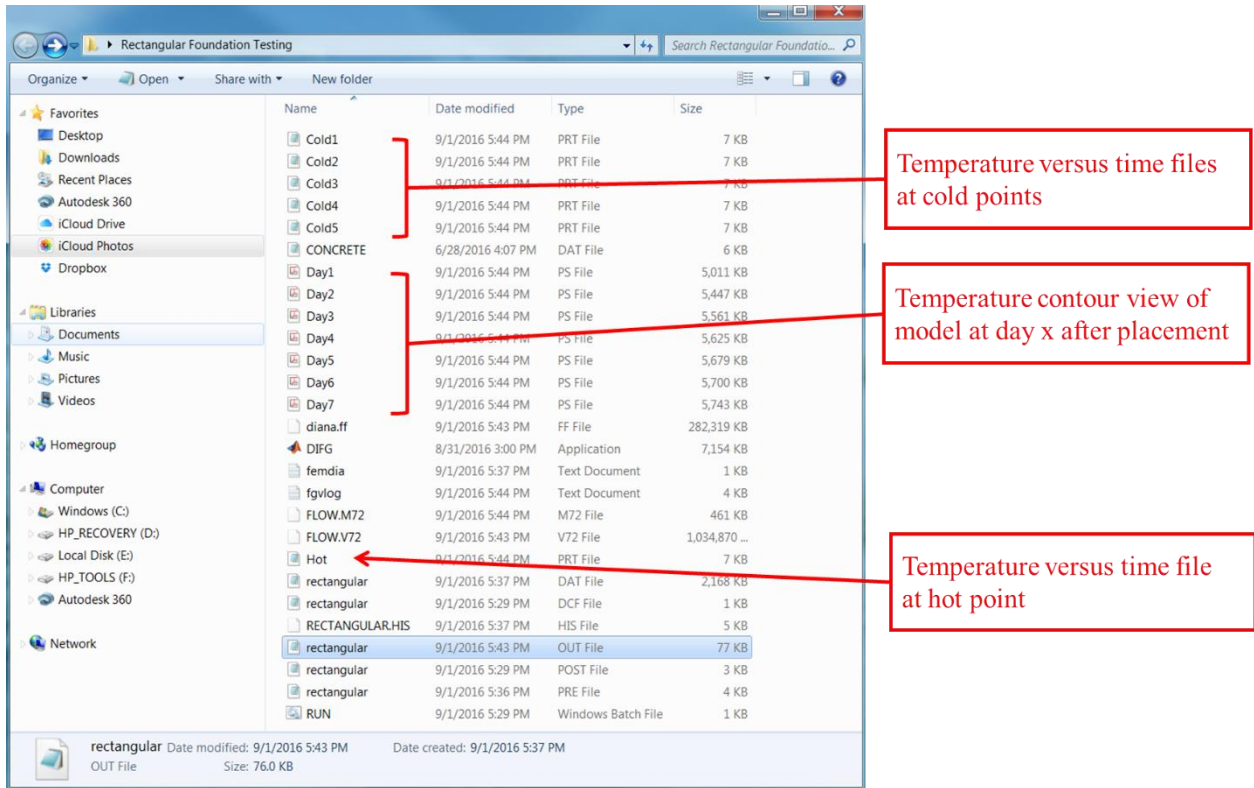 Rectangular Foundation Testing
Search Rectangular Foundatio...
Organize Open Share with New folder
Favorites
Desktop
Downloads
Recent Places
Autodesk 360
iCloud Drive
iCloud Photos
Dropbox
Libraries
Documents
Music
Pictures
Videos
Homegroup
Computer
Windows (C:)
HP_RECOVERY (D:)
Local Disk (E:)
HP_TOOLS (F:)
Autodesk 360
Network
Name Date modified Type Size
Cold1 9/1/2016 5:44 PM PRT File 7 KB
Cold2 9/1/2016 5:44 PM PRT File 7 KB
Cold3 9/1/2016 5:44 PM PRT File 7 KB
Cold4 9/1/2016 5:44 PM PRT File 7 KB
Cold5 9/1/2016 5:44 PM PRT File 7 KB
CONCRETE 6/28/2016 4:07 PM DAT File 6 KB
Day1 9/1/2016 5:44 PM PS File 5,011 KB
Day2 9/1/2016 5:44 PM PS File 5,447 KB
Day3 9/1/2016 5:44 PM PS File 5,561 KB
Day4 9/1/2016 5:44 PM PS File 5,625 KB
Day5 9/1/2016 5:44 PM PS File 5,679 KB
Day6 9/1/2016 5:44 PM PS File 5,700 KB
Day7 9/1/2016 5:44 PM PS File 5,743 KB
diana.ff 9/1/2016 5:43 PM FF File 282,319 KB
DIFG 8/31/2016 3:00 PM Application 7,154 KB
femdia 9/1/2016 5:37 PM Text Document 1 KB
fgvlog 9/1/2016 5:44 PM Text Document 4 KB
FLOW.M72 9/1/2016 5:44 PM M72 File 461 KB
FLOW.V72 9/1/2016 5:43 PM V72 File 1,034,870 ...
Hot 9/1/2016 5:44 PM PRT File 7 KB
rectangular 9/1/2016 5:37 PM DAT File 2,168 KB
rectangular 9/1/2016 5:29 PM DCF File 1 KB
RECTANGULAR.HIS 9/1/2016 5:37 PM HIS File 5 KB
rectangular 9/1/2016 5:43 PM OUT File 77 KB
rectangular 9/1/2016 5:29 PM POST File 3 KB
rectangular 9/1/2016 5:36 PM PRE File 4 KB
RUN 9/1/2016 5:29 PM Windows Batch File 1 KB
rectangular Date modified: 9/1/2016 5:43 PM Date created: 9/1/2016 5:37 PM
OUT File Size: 76.0 KB
Temperature versus time files
at cold points
Temperature contour view of
model at day x after placement
Temperature versus time file
at hot point